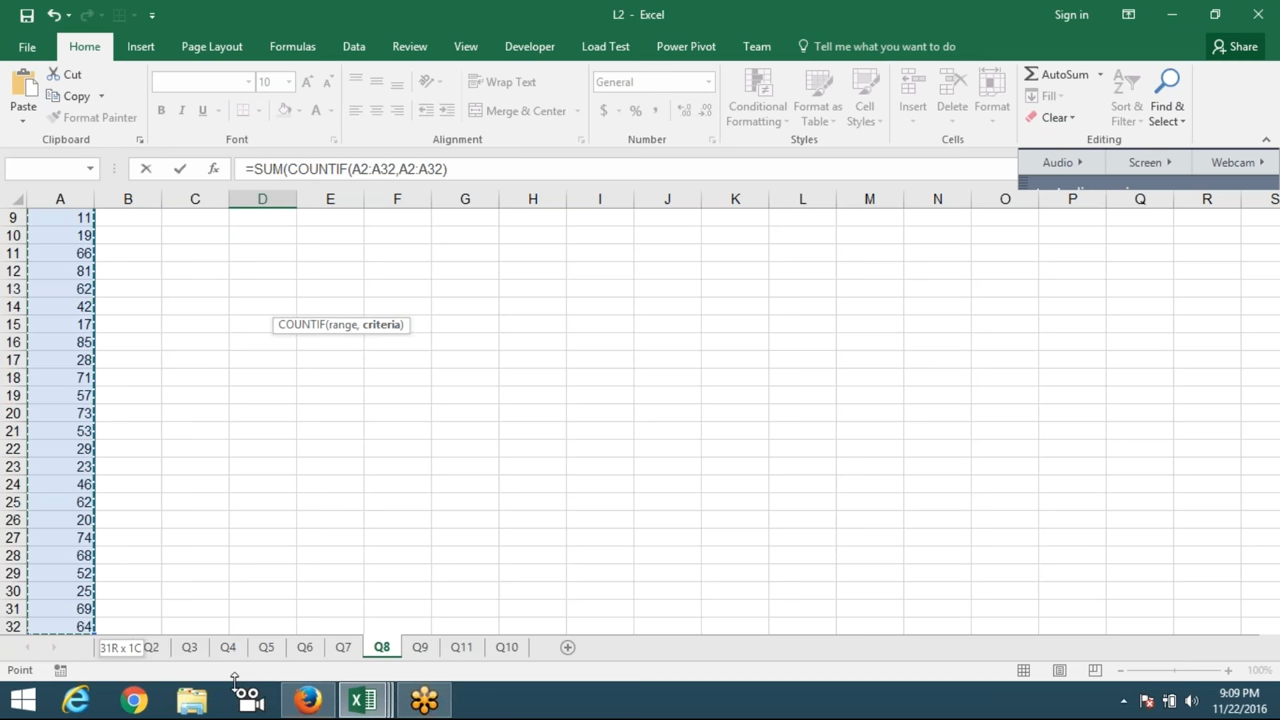 L2 - Excel
Sign in
File Home Insert Page Layout Formulas Data Review View Developer Load Test Power Pivot Team Tell me what you want to do Share
Paste
Cut
Copy
Format Painter
Clipboard
10
A A
B I U A
Font
Wrap Text
Merge & Center
Alignment
General
$ % ,
Number
Conditional Formatting
Format as Table
Cell Styles
Styles
Insert Delete Format
Cells
AutoSum
Fill
Clear
Sort & Filter
Find & Select
Editing
=SUM(COUNTIF(A2:A32,A2:A32)
Audio Screen Webcam
A B C D E F G H I J K L M N O P Q R S
9 11
10 19
11 66
12 81
13 62
14 42
15 17
16 85
17 28
18 71
19 57
20 73
21 53
22 29
23 23
24 46
25 62
26 20
27 74
28 68
29 52
30 25
31 69
32 64
COUNTIF(range, criteria)
31R x 1C Q2 Q3 Q4 Q5 Q6 Q7 Q8 Q9 Q11 Q10
Point
100%
9:09 PM
11/22/2016